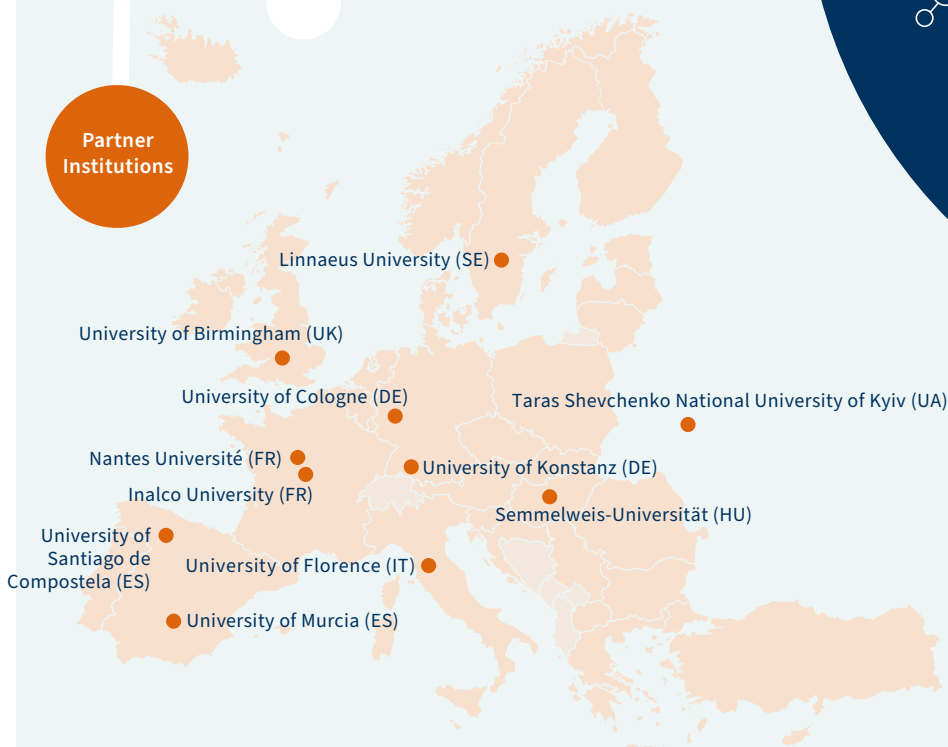 Partner
Institutions
Linnaeus University (SE)
University of Birmingham (UK)
University of Cologne (DE)
Taras Shevchenko National University of Kyiv (UA)
Nantes Université (FR)
University of Konstanz (DE)
Inalco University (FR)
Semmelweis-Universität (HU)
University of
Santiago de
Compostela (ES)
University of Florence (IT)
University of Murcia (ES)